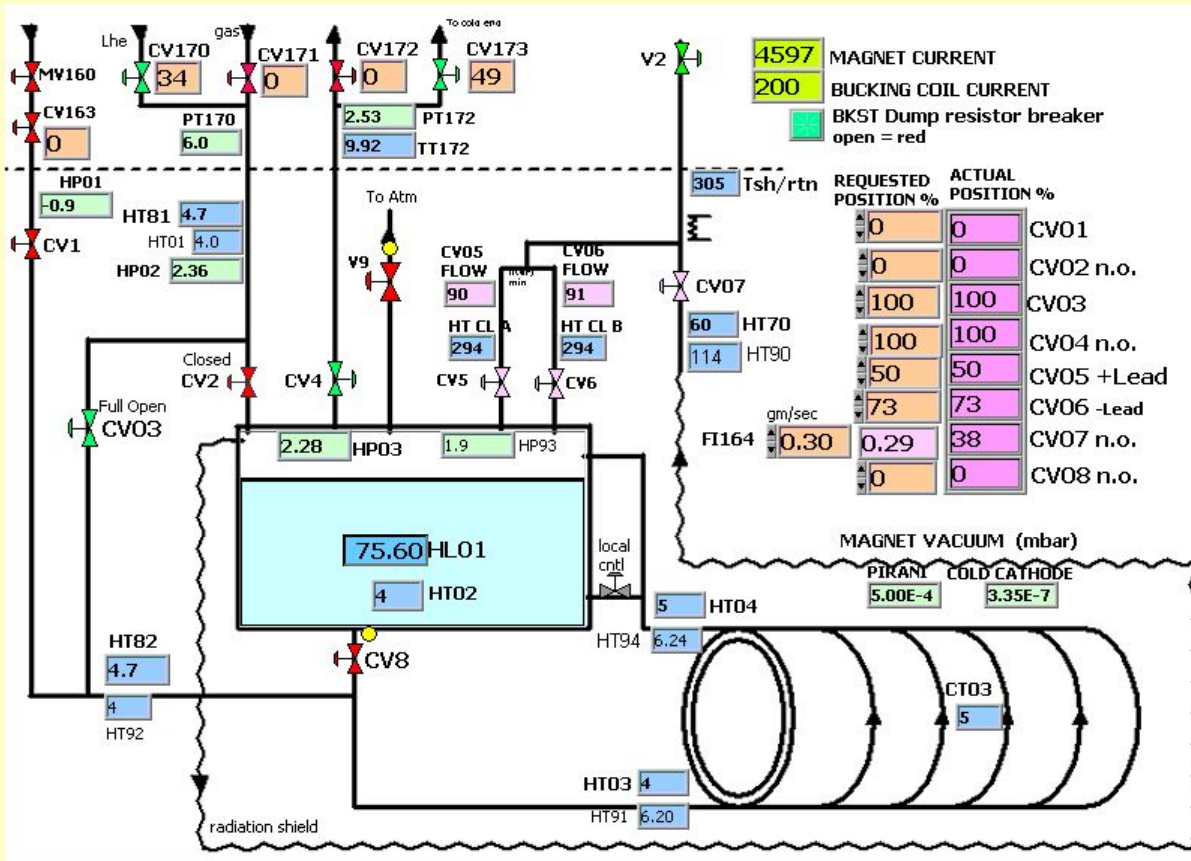 To cold end
Lhe
gas
CV170
CV171
CV172
CV173
34
0
0
49
MV160
CV163
0
PT170
6.0
2.53
PT172
9.92
TT172
V2
4597 MAGNET CURRENT
200 BUCKING COIL CURRENT
BKST Dump resistor breaker
open = red
HP01
-0.9
CV1
HT81 4.7
HT01 4.0
HP02 2.36
To Atm
V9
305 Tsh/rtn
CV05
FLOW
90
CV06
FLOW
91
min
HT CL A
294
HT CL B
294
CV07
60 HT70
114 HT90
REQUESTED
POSITION %
ACTUAL
POSITION %
0 0 CV01
0 0 CV02 n.o.
100 100 CV03
100 100 CV04 n.o.
50 50 CV05 +Lead
73 73 CV06 -Lead
gm/sec
FI164 0.30 0.29 38 CV07 n.o.
0 0 CV08 n.o.
Closed
CV2
CV4
CV5
CV6
Full Open
CV03
2.28 HP03
1.9 HP93
75.60 HL01
4 HT02
local
cntl
MAGNET VACUUM (mbar)
PIRANI
5.00E-4
COLD CATHODE
3.35E-7
5 HT04
HT94 6.24
HT82
4.7
4
HT92
CV8
CT03
5
HT03 4
HT91 6.20
radiation shield